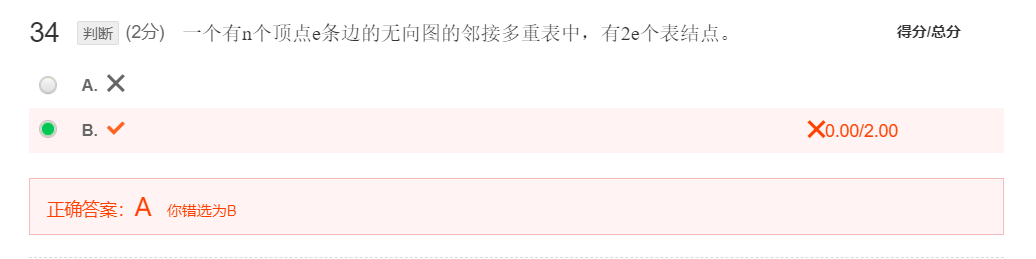 34 判断 (2分) 一个有n个顶点e条边的无向图的邻接多重表中，有2e个表结点。 得分/总分
A. ✕
B. ✓ ✕0.00/2.00
正确答案：A 你错选为B